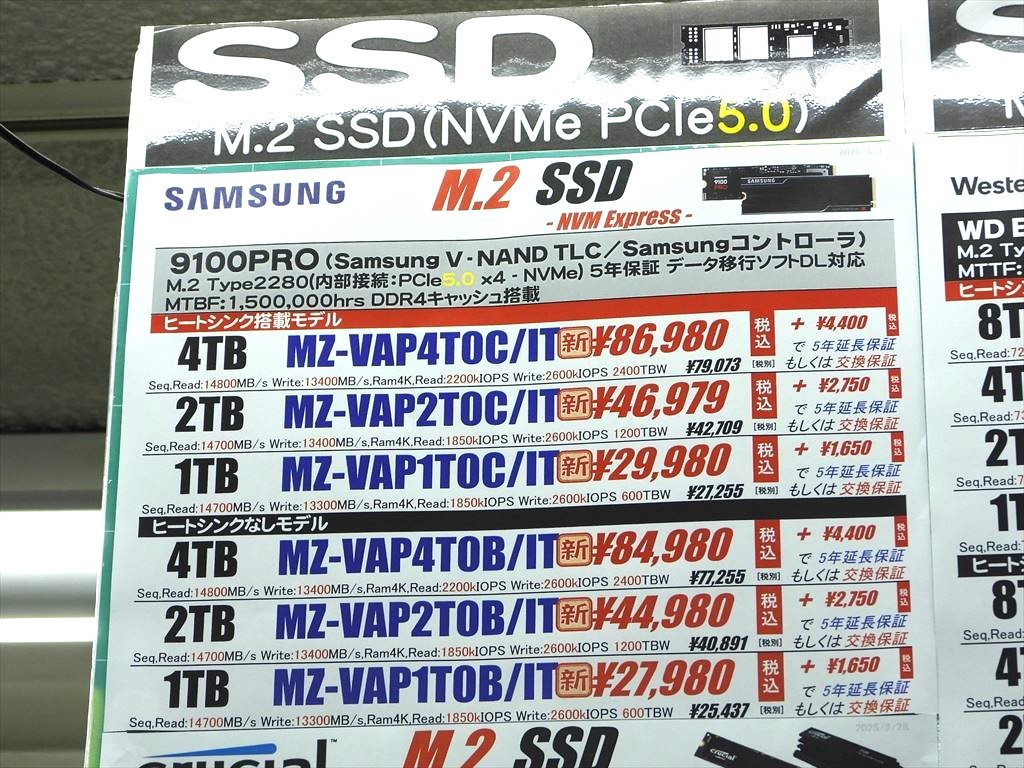 SSD
M.2 SSD(NVMe PCIe5.0)
SAMSUNG M.2 SSD
- NVM Express -
9100PRO (Samsung V-NAND TLC/Samsungコントローラ)
M.2 Type2280(内部接続:PCIe5.0 x4 - NVMe) 5年保証 データ移行ソフトDL対応
MTBF:1,500,000hrs DDR4キャッシュ搭載
ヒートシンク搭載モデル
4TB MZ-VAP4T0C/IT 新 ¥86,980 税込 + ¥4,400 税込
で 5年延長保証
Seq,Read:14800MB/s Write:13400MB/s,Ram4K,Read:2200kIOPS Write:2600kIOPS 2400TBW ¥79,073 [税別] もしくは 交換保証
2TB MZ-VAP2T0C/IT 新 ¥46,979 税込 + ¥2,750 税込
で 5年延長保証
Seq,Read:14700MB/s Write:13400MB/s,Ram4K,Read:1850kIOPS Write:2600kIOPS 1200TBW ¥42,709 [税別] もしくは 交換保証
1TB MZ-VAP1T0C/IT 新 ¥29,980 税込 + ¥1,650 税込
で 5年延長保証
Seq,Read:14700MB/s Write:13300MB/s,Ram4K,Read:1850kIOPS Write:2600kIOPS 600TBW ¥27,255 [税別] もしくは 交換保証
ヒートシンクなしモデル
4TB MZ-VAP4T0B/IT 新 ¥84,980 税込 + ¥4,400 税込
で 5年延長保証
Seq,Read:14800MB/s Write:13400MB/s,Ram4K,Read:2200kIOPS Write:2600kIOPS 2400TBW ¥77,255 [税別] もしくは 交換保証
2TB MZ-VAP2T0B/IT 新 ¥44,980 税込 + ¥2,750 税込
で 5年延長保証
Seq,Read:14700MB/s Write:13400MB/s,Ram4K,Read:1850kIOPS Write:2600kIOPS 1200TBW ¥40,891 [税別] もしくは 交換保証
1TB MZ-VAP1T0B/IT 新 ¥27,980 税込 + ¥1,650 税込
で 5年延長保証
Seq,Read:14700MB/s Write:13300MB/s,Ram4K,Read:1850kIOPS Write:2600kIOPS 600TBW ¥25,437 [税別] もしくは 交換保証
2025/2/28
crucial M.2 SSD
Weste
WD
M.2 Ty
MTTF:
8T
4T
2T
1T
8T
4T
2